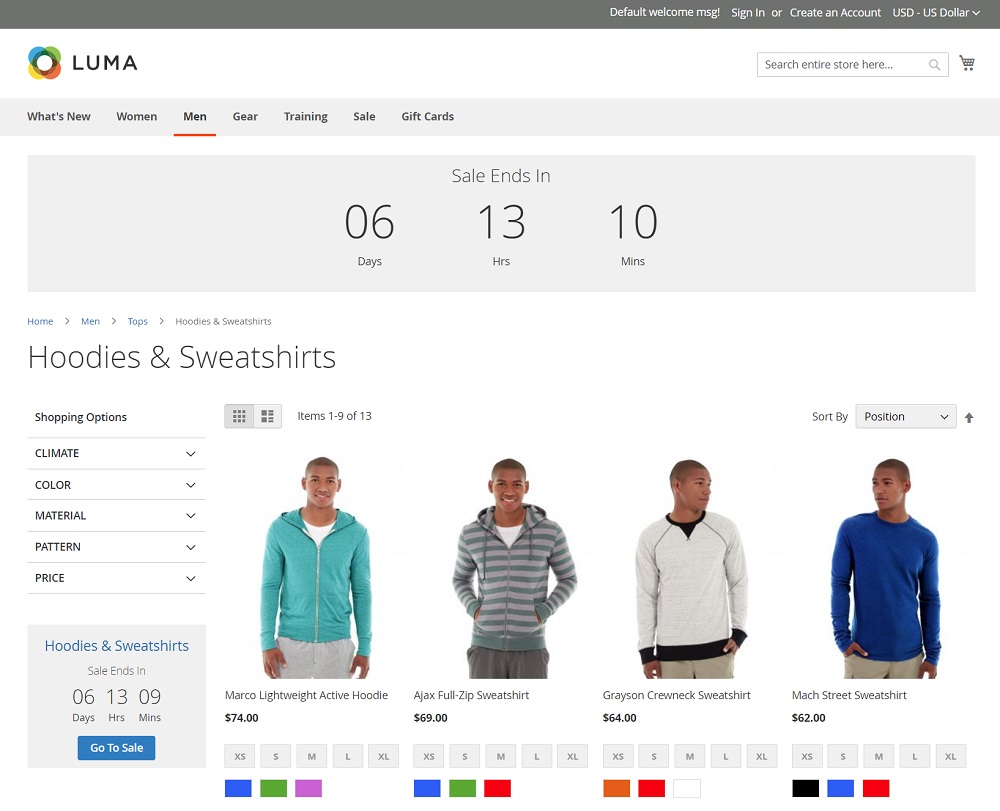 Default welcome msg! Sign In or Create an Account USD - US Dollar
LUMA
Search entire store here...
What's New Women Men Gear Training Sale Gift Cards
Sale Ends In
06 13 10
Days Hrs Mins
Home > Men > Tops > Hoodies & Sweatshirts
Hoodies & Sweatshirts
Shopping Options
Items 1-9 of 13
Sort By Position
CLIMATE
COLOR
MATERIAL
PATTERN
PRICE
Hoodies & Sweatshirts
Sale Ends In
06 13 09
Days Hrs Mins
Go To Sale
Marco Lightweight Active Hoodie Ajax Full-Zip Sweatshirt Grayson Crewneck Sweatshirt Mach Street Sweatshirt
$74.00 $69.00 $64.00 $62.00
XS S M L XL XS S M L XL XS S M L XL XS S M L XL